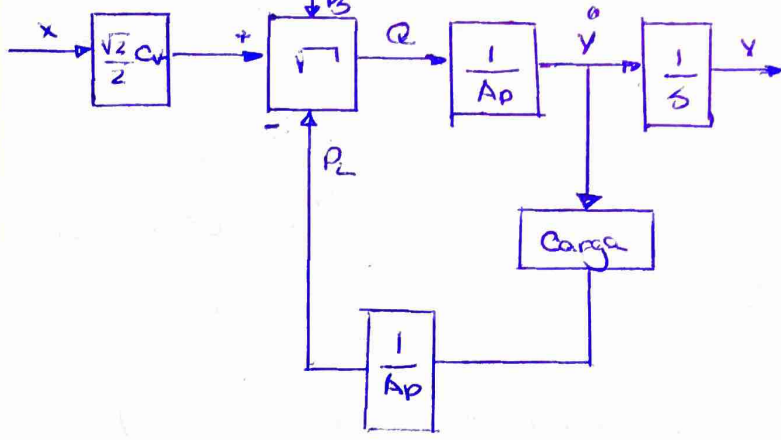 x
√2/2 Cv
+
PS
√
-
Q
1/Ap
ẏ
1/S
Y
PL
Carga
1/Ap